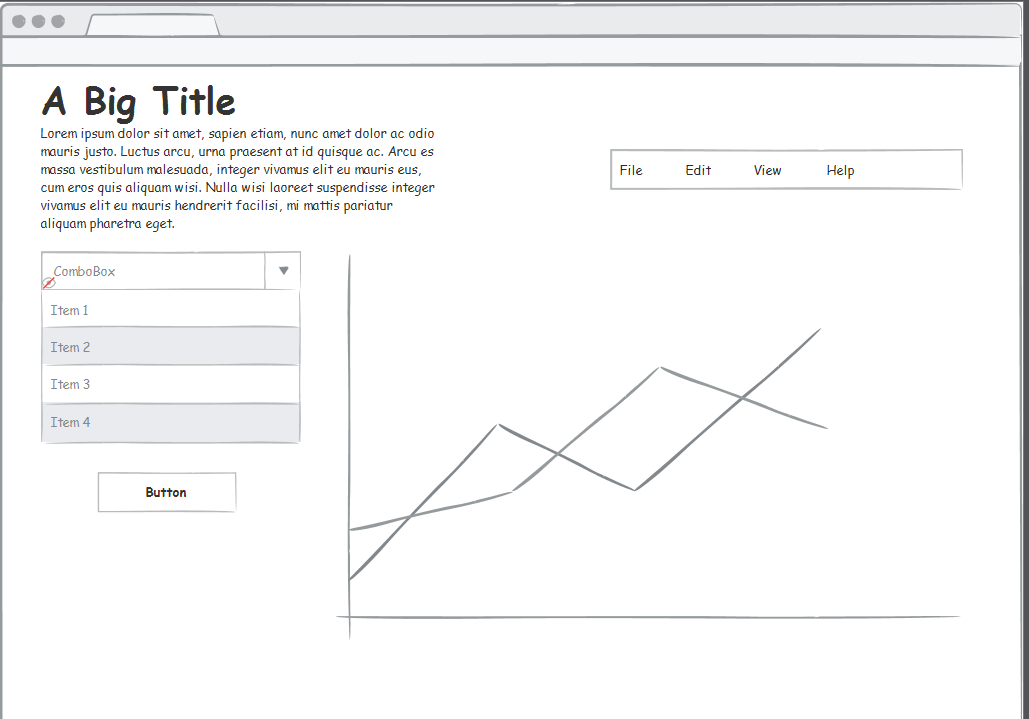 A Big Title
Lorem ipsum dolor sit amet, sapien etiam, nunc amet dolor ac odio
mauris justo. Luctus arcu, urna praesent at id quisque ac. Arcu es
massa vestibulum malesuada, integer vivamus elit eu mauris eus,
cum eros quis aliquam wisi. Nulla wisi laoreet suspendisse integer
vivamus elit eu mauris hendrerit facilisi, mi mattis pariatur
aliquam pharetra eget.
File Edit View Help
ComboBox
Item 1
Item 2
Item 3
Item 4
Button